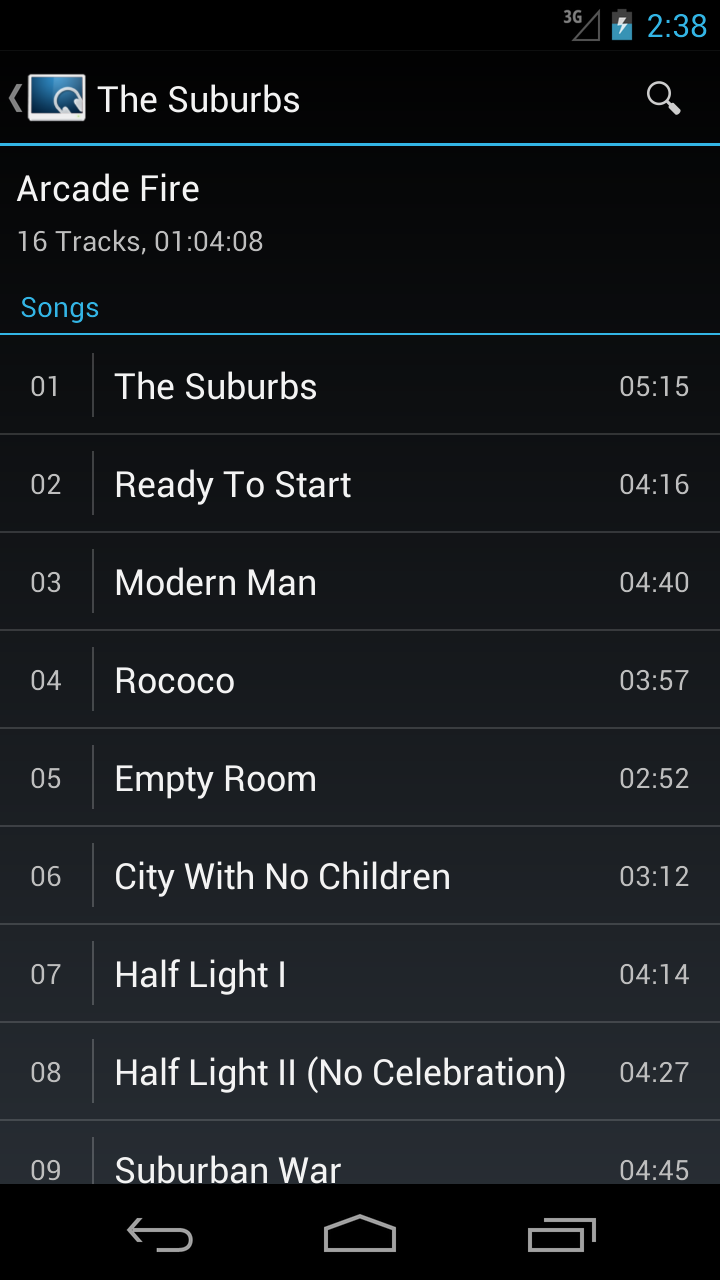 3G 2:38
The Suburbs
Arcade Fire
16 Tracks, 01:04:08
Songs
01 The Suburbs 05:15
02 Ready To Start 04:16
03 Modern Man 04:40
04 Rococo 03:57
05 Empty Room 02:52
06 City With No Children 03:12
07 Half Light I 04:14
08 Half Light II (No Celebration) 04:27
09 Suburban War 04:45